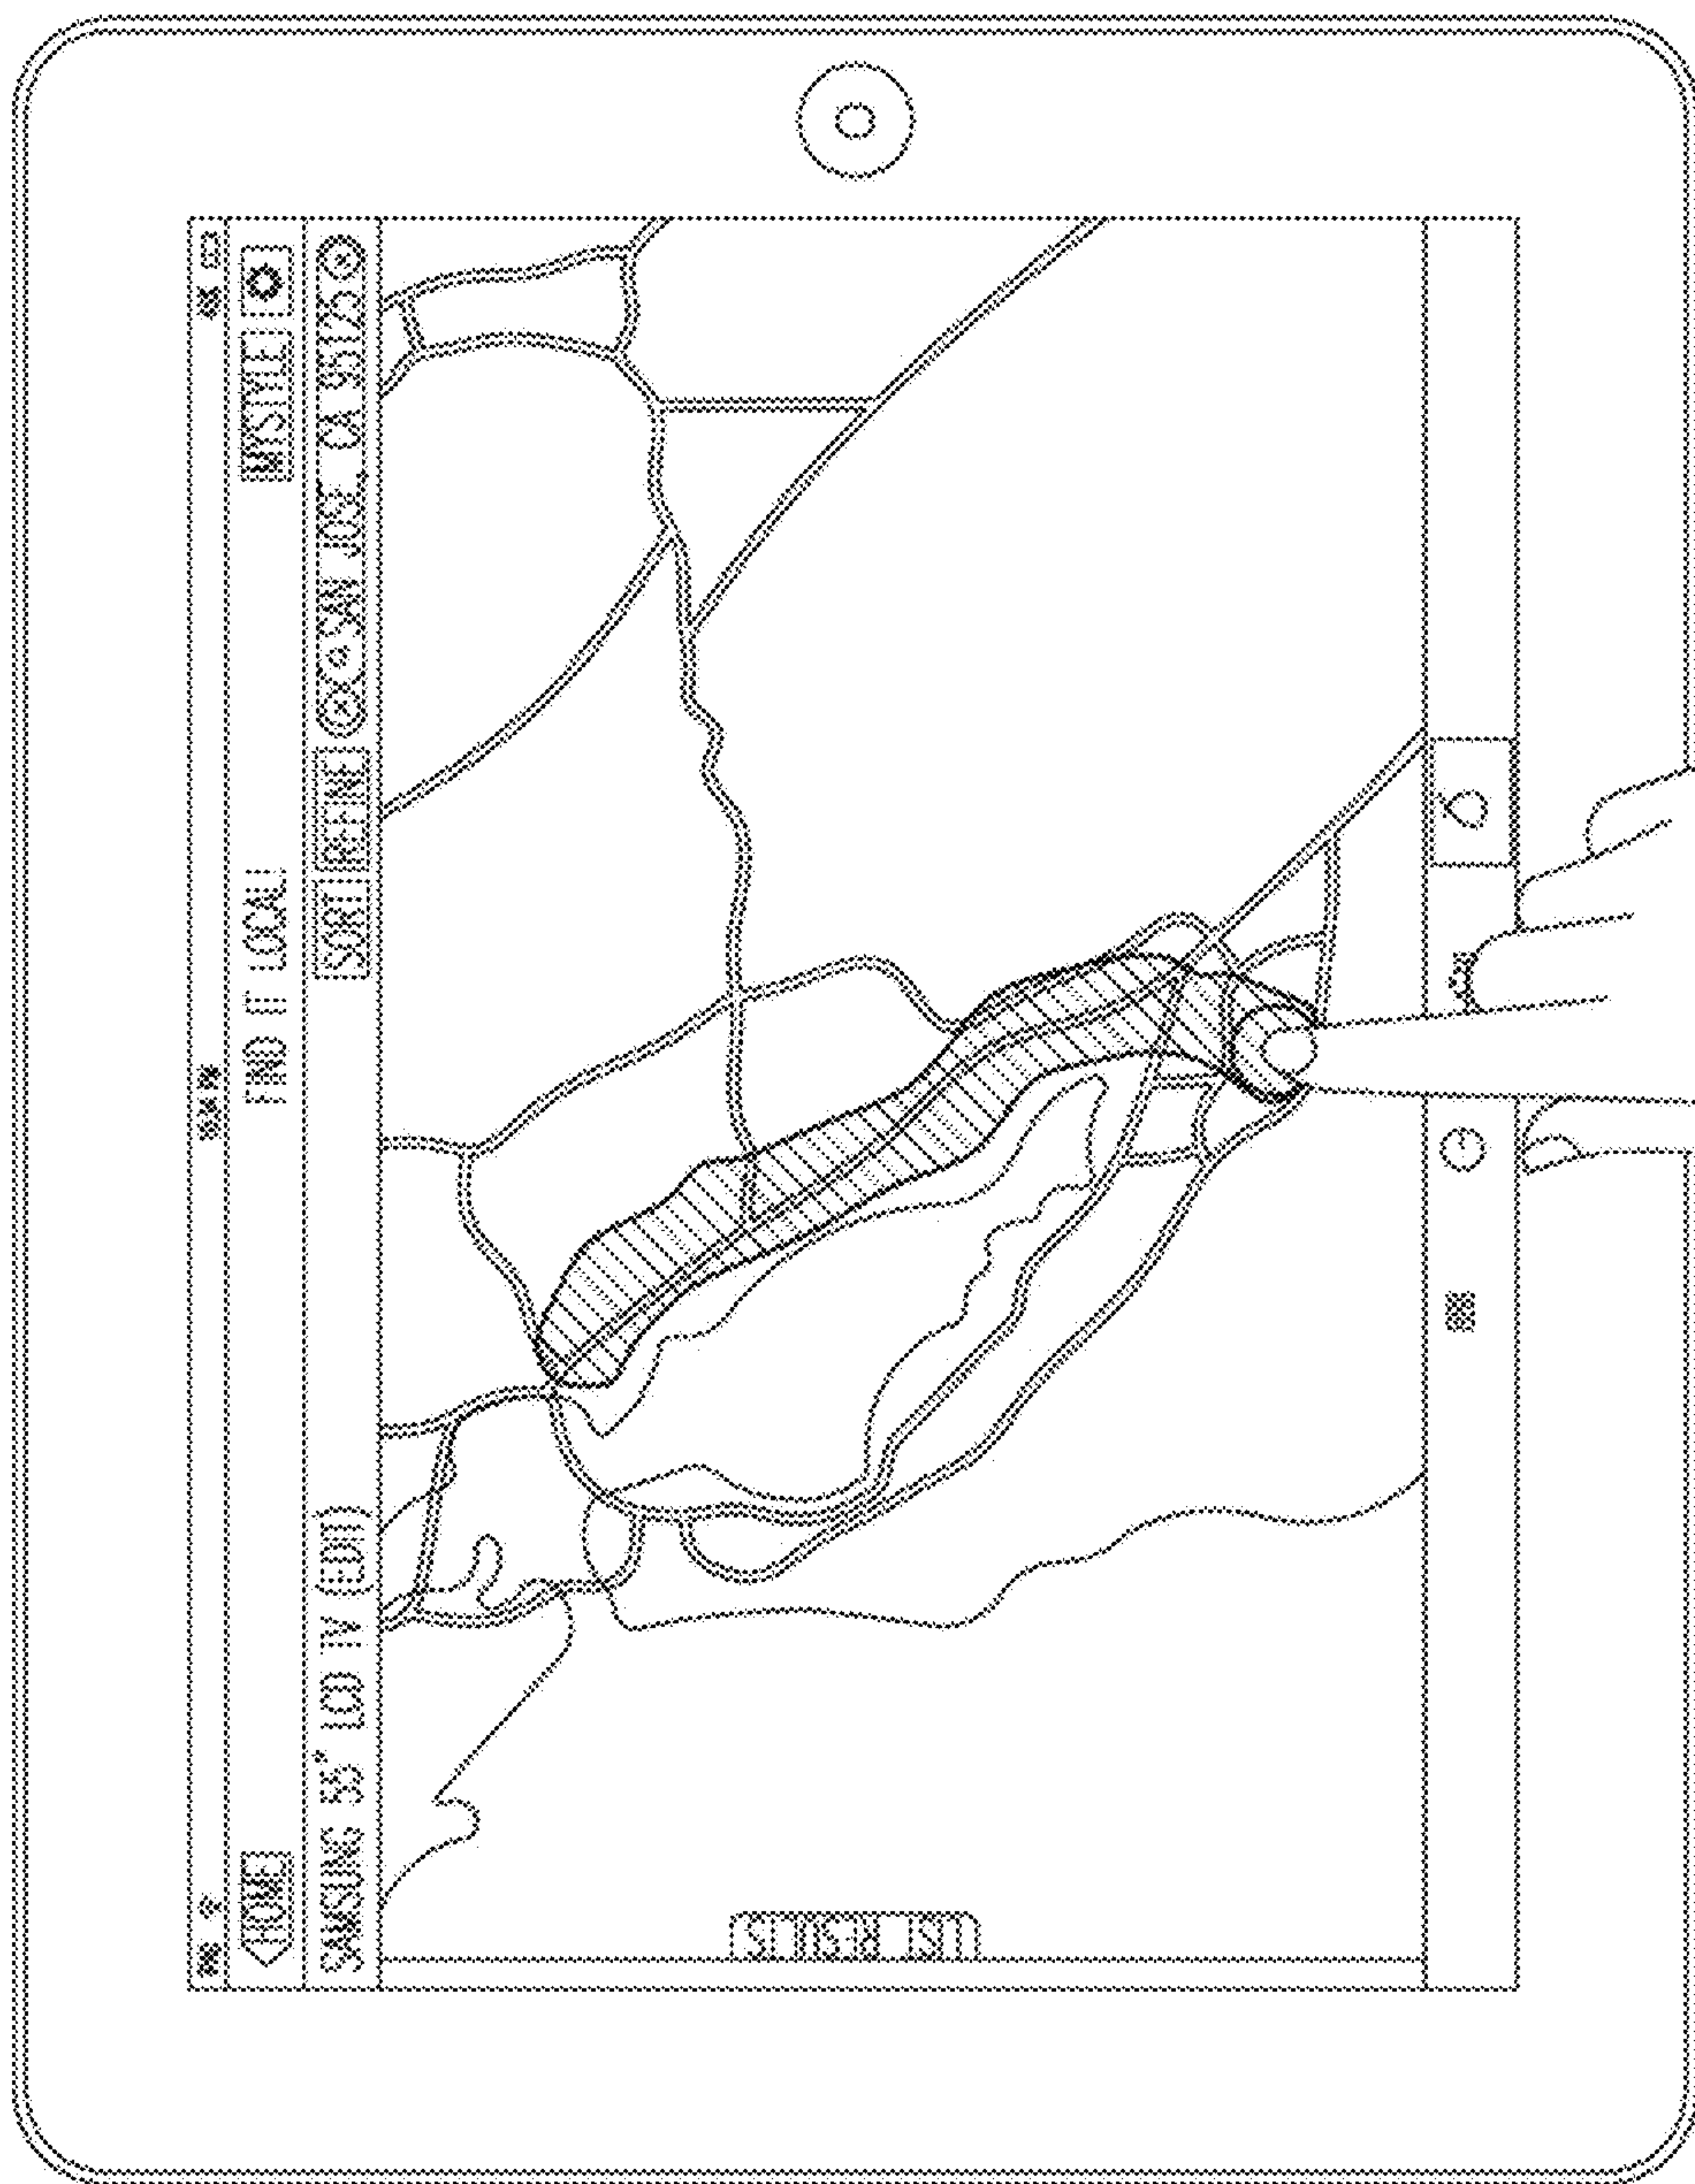 HOME FIND IT LOCAL! MYSTYLE
SAMSUNG 55" LCD TV EDIT SORT REFINE SAN JOSE, CA 95125
LIST RESULTS